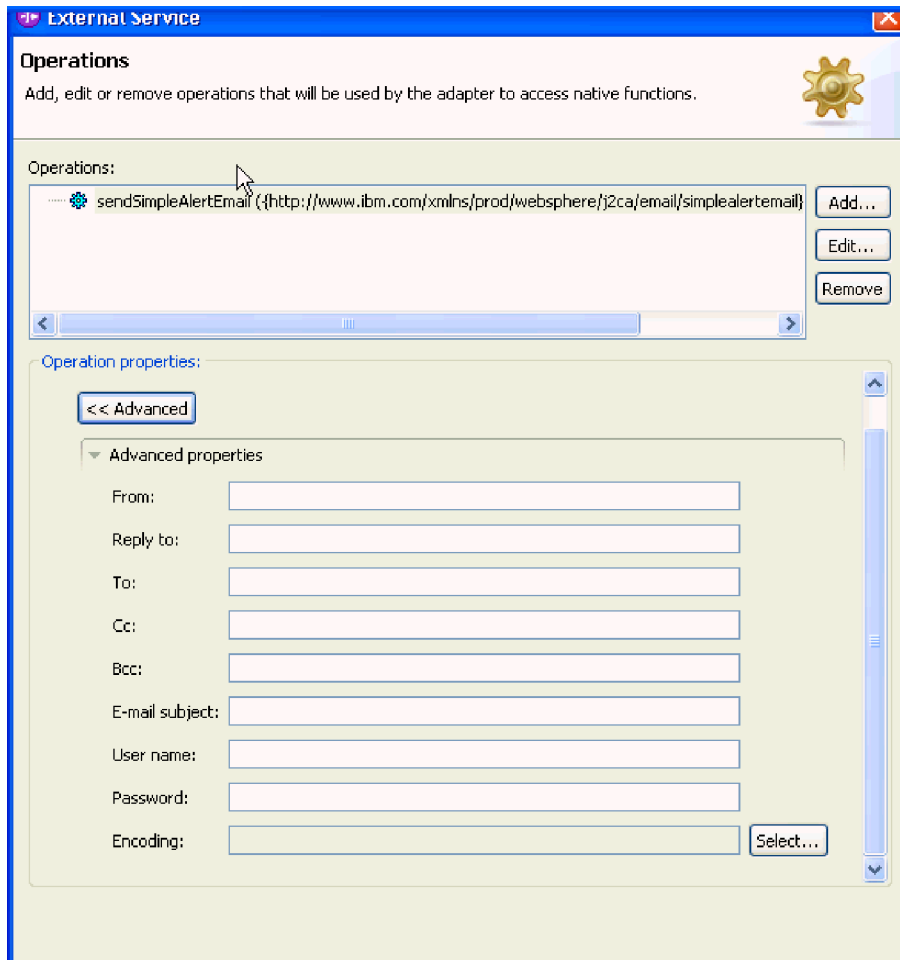 External Service
Operations
Add, edit or remove operations that will be used by the adapter to access native functions.
Operations:
sendSimpleAlertEmail ({http://www.ibm.com/xmlns/prod/websphere/j2ca/email/simplealertemail}
Add...
Edit...
Remove
Operation properties:
<< Advanced
Advanced properties
From:
Reply to:
To:
Cc:
Bcc:
E-mail subject:
User name:
Password:
Encoding:
Select...